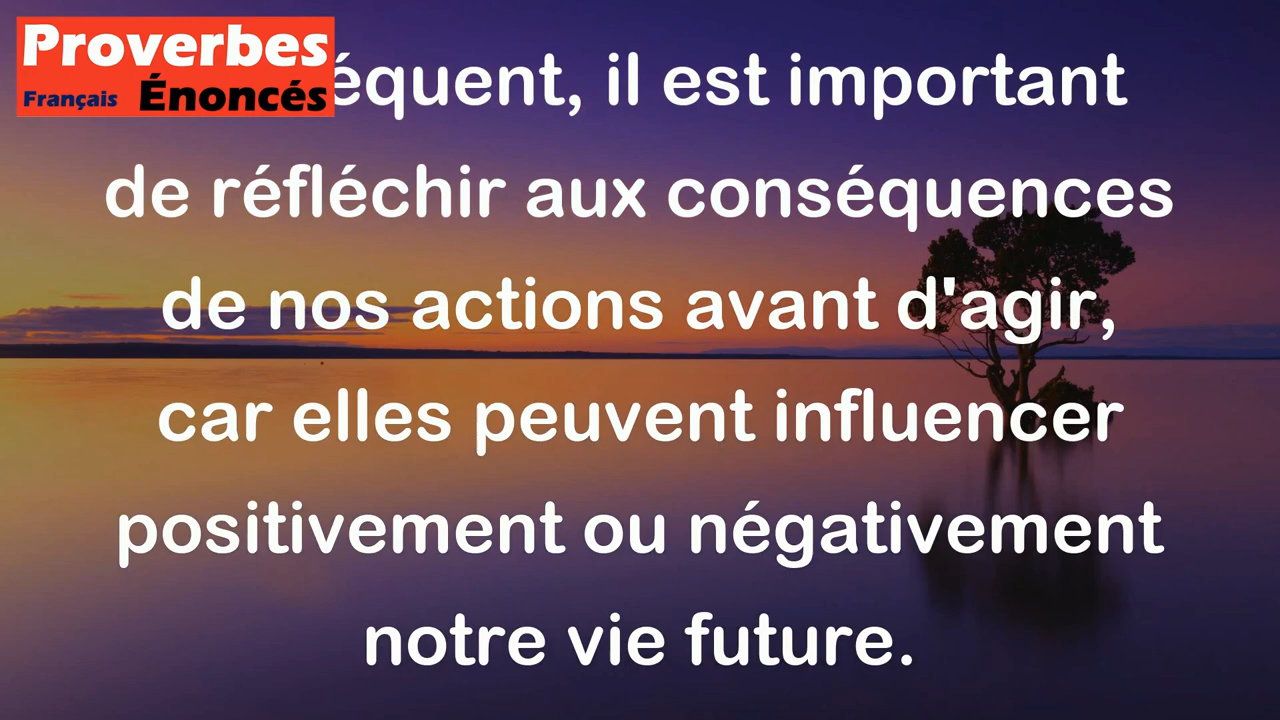 Proverbes
Français Énoncés
équent, il est important
de réfléchir aux conséquences
de nos actions avant d'agir,
car elles peuvent influencer
positivement ou négativement
notre vie future.